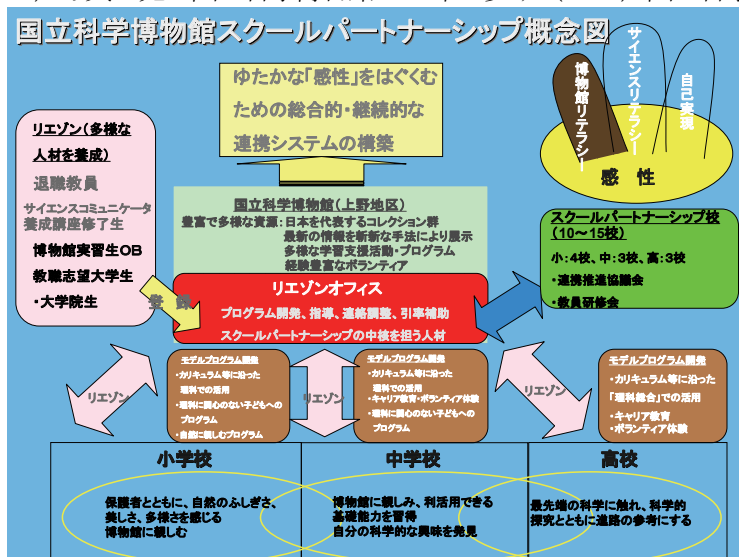 国立科学博物館スクールパートナーシップ概念図
ゆたかな「感性」をはぐくむ
ための総合的・継続的な
連携システムの構築
博物館リテラシー
サイエンスリテラシー
自己実現
感 性
リエゾン(多様な
人材を養成)
退職教員
サイエンスコミュニケータ
養成講座修了生
博物館実習生OB
教職志望大学生
・大学院生
登 録
国立科学博物館(上野地区)
豊富で多様な資源:日本を代表するコレクション群
最新の情報を斬新な手法により展示
多様な学習支援活動・プログラム
経験豊富なボランティア
リエゾンオフィス
プログラム開発、指導、連絡調整、引率補助
スクールパートナーシップの中核を担う人材
スクールパートナーシップ校
(10~15校)
小:4校、中:3校、高:3校
・連携推進協議会
・教員研修会
リエゾン
モデルプログラム開発
・カリキュラム等に沿った
理科での活用
・理科に関心のない子どもへの
プログラム
・自然に親しむプログラム
リエゾン
モデルプログラム開発
・カリキュラム等に沿った
理科での活用
・キャリア教育・ボランティア体験
・理科に関心のない子どもへの
プログラム
リエゾン
モデルプログラム開発
・カリキュラム等に沿った
「理科総合」での活用
・キャリア教育
・ボランティア体験
小学校
保護者とともに、自然のふしぎさ、
美しさ、多様さを感じる
博物館に親しむ
中学校
博物館に親しみ、利活用できる
基礎能力を習得
自分の科学的な興味を発見
高校
最先端の科学に触れ、科学的
探究とともに進路の参考にする